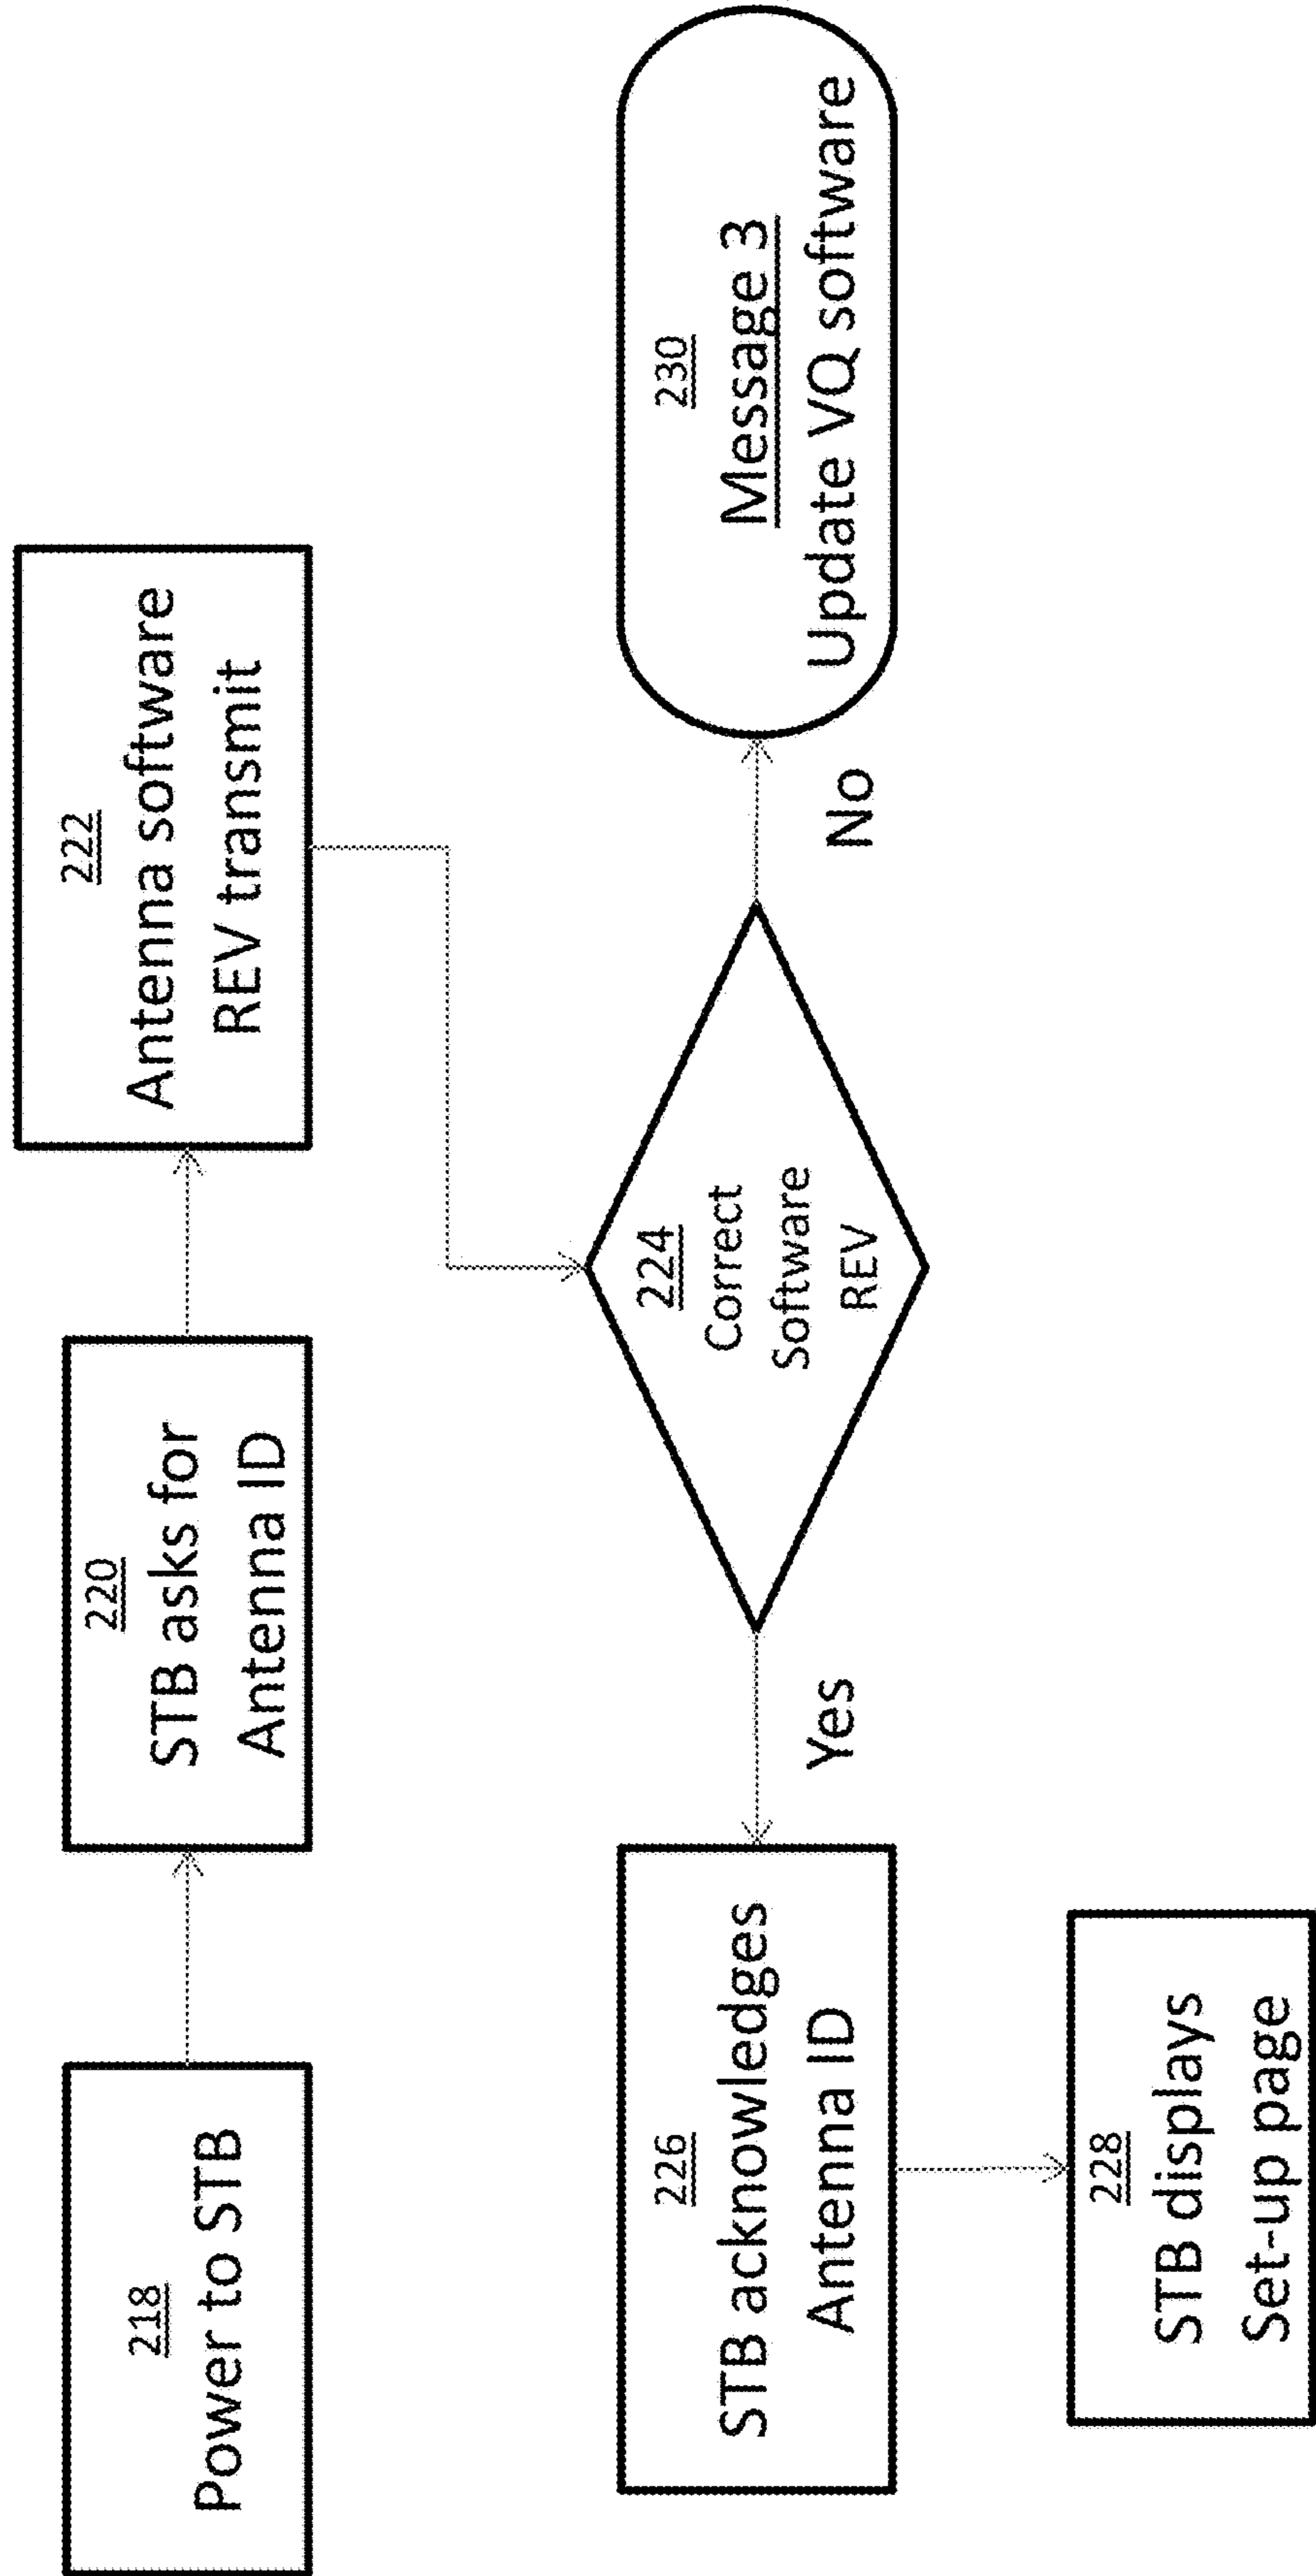 218
Power to STB
220
STB asks for
Antenna ID
222
Antenna software
REV transmit
224
Correct
Software
REV
Yes
No
226
STB acknowledges
Antenna ID
230
Message 3
Update VQ software
228
STB displays
Set-up page